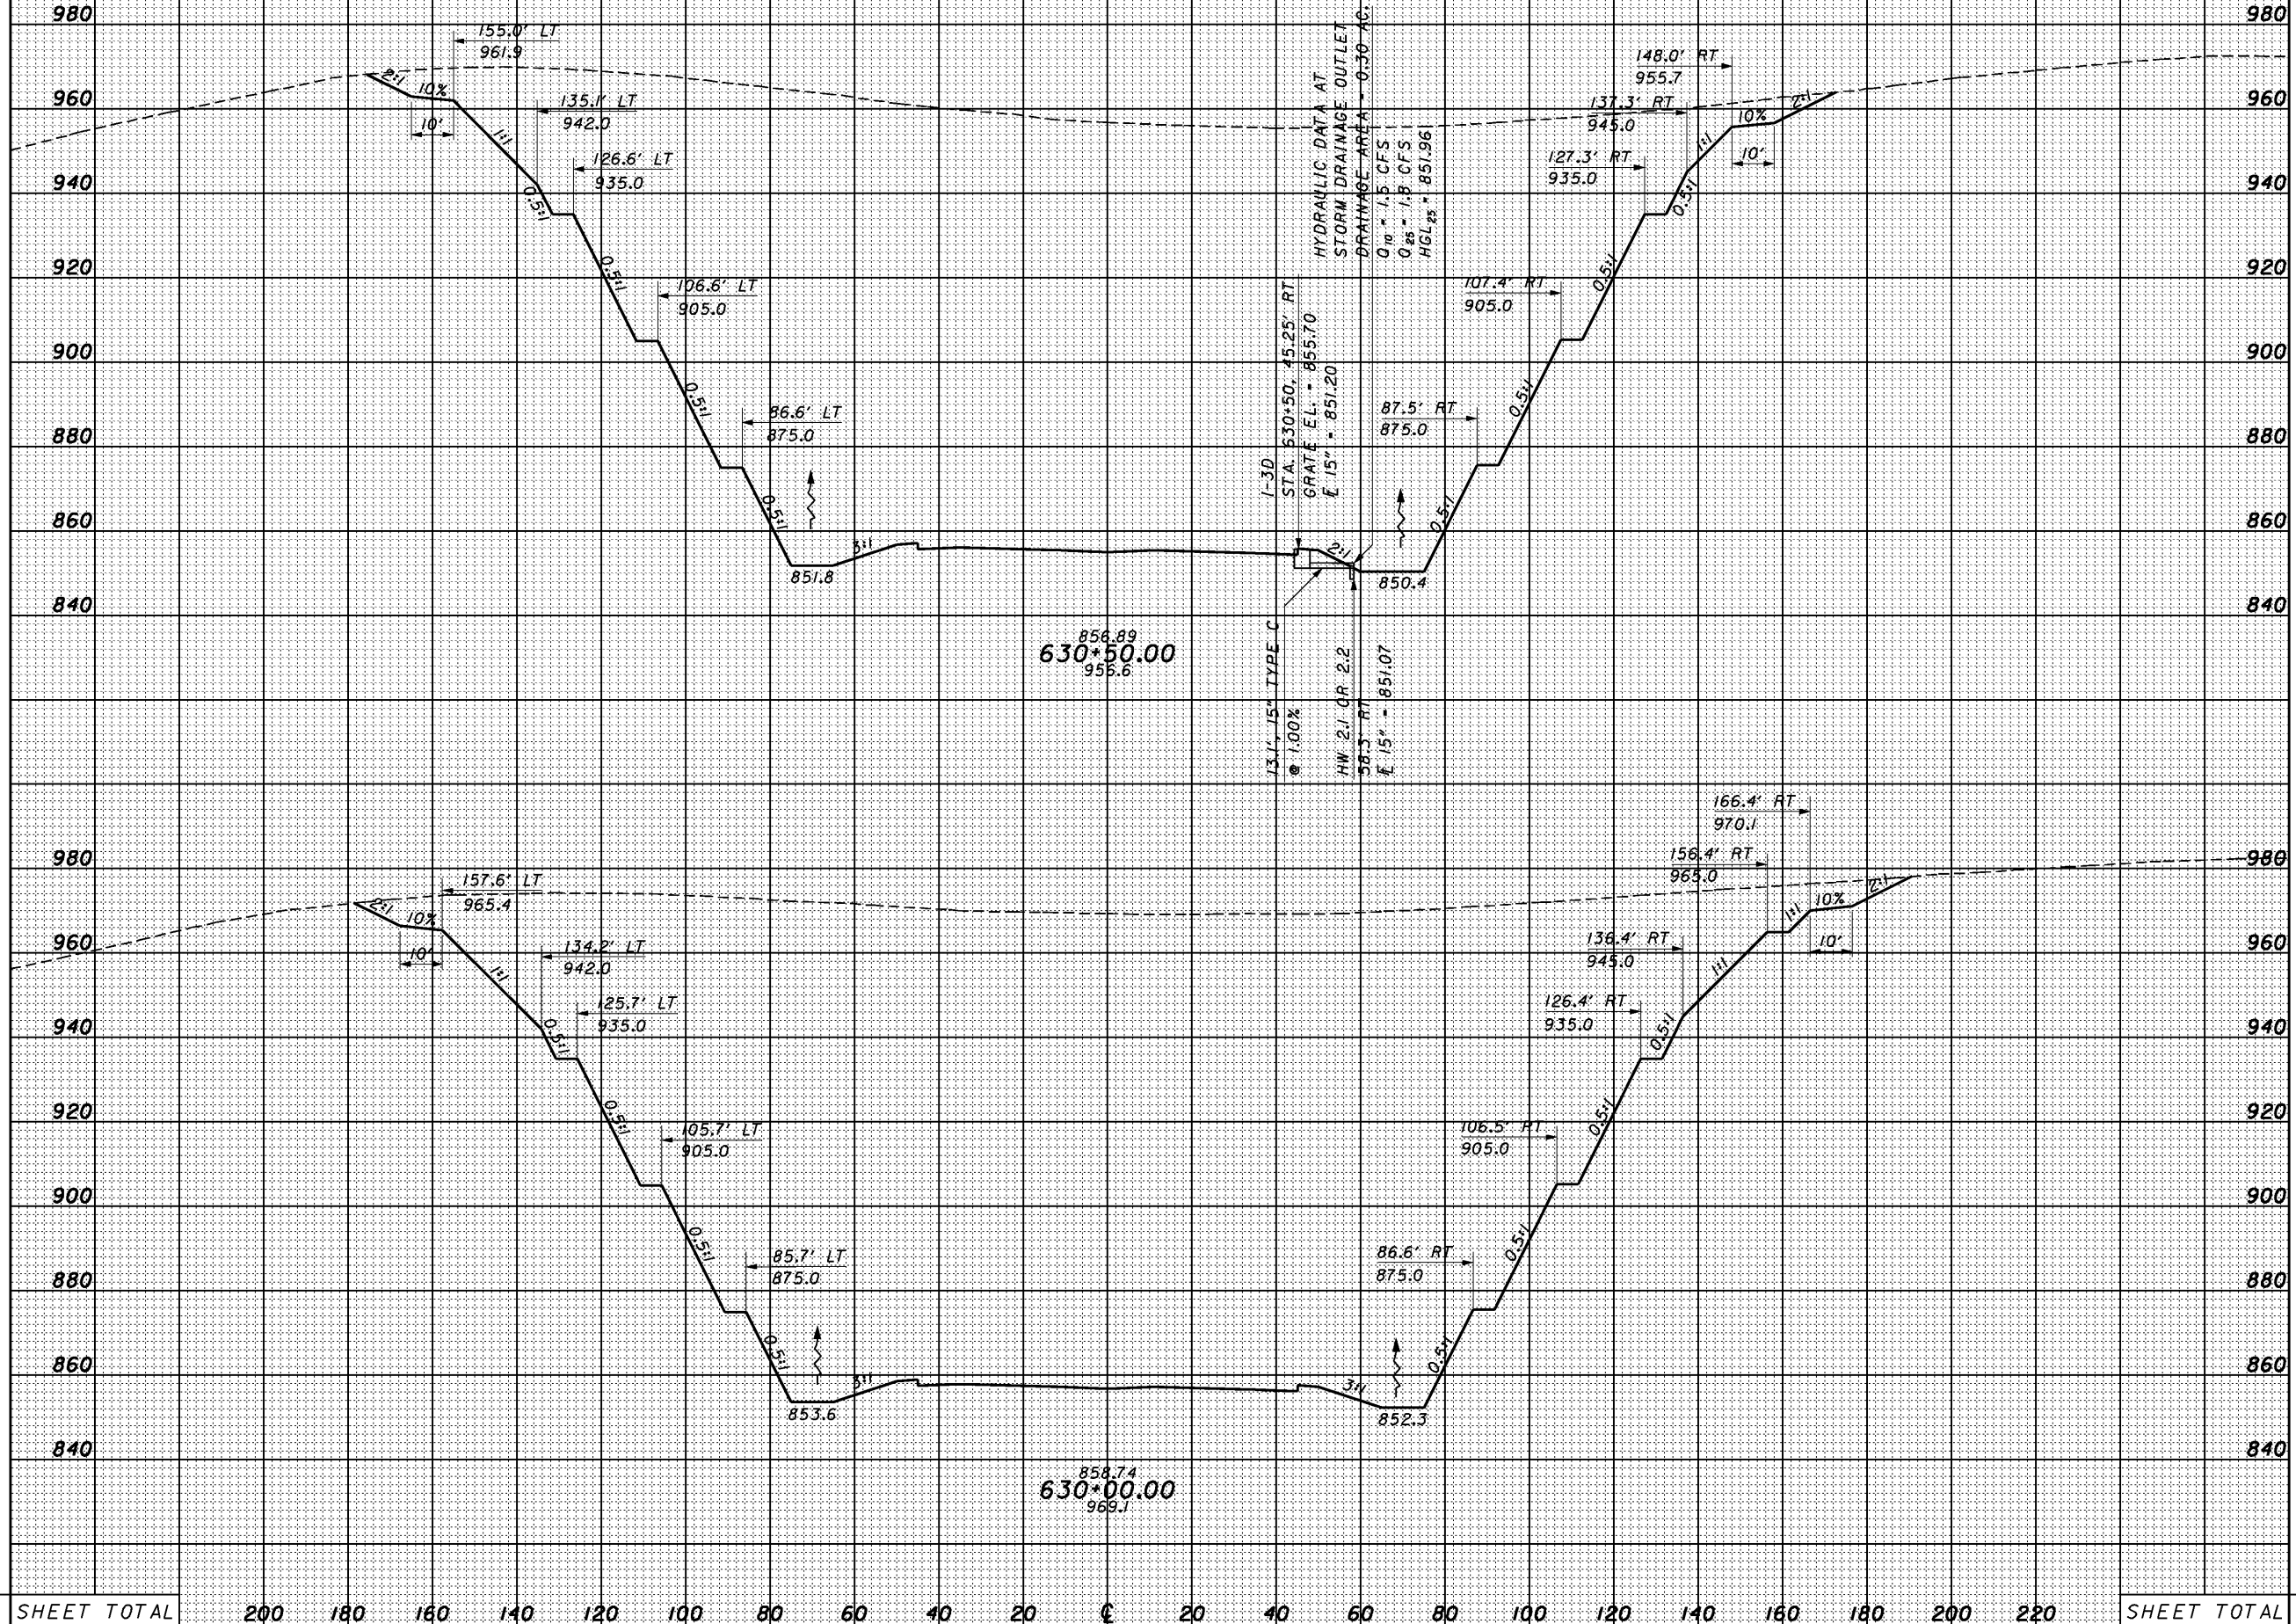 980
980
155.0' LT
961.9
148.0' RT
955.7
2:1
10%
10'
960
960
135.1' LT
942.0
137.3' RT
945.0
10%
2:1
10'
1:1
1:1
126.6' LT
935.0
127.3' RT
935.0
940
940
0.5:1
0.5:1
HYDRAULIC DATA AT
STORM DRAINAGE OUTLET
DRAINAGE AREA = 0.30 AC.
Q10 = 1.5 CFS
Q25 = 1.8 CFS
HGL25 = 851.96
920
920
0.5:1
0.5:1
106.6' LT
905.0
107.4' RT
905.0
900
900
0.5:1
0.5:1
86.6' LT
875.0
87.5' RT
875.0
880
880
I-3D
STA. 630+50, 45.25' RT
GRATE EL. = 855.70
℄ 15" = 851.20
0.5:1
0.5:1
860
860
3:1
2:1
851.8
850.4
840
840
856.89
630+50.00
956.6
13.1', 15" TYPE C
@ 1.00%
HW 2.1 OR 2.2
58.3' RT
℄ 15" = 851.07
166.4' RT
970.1
980
980
156.4' RT
965.0
157.6' LT
965.4
2:1
10%
10'
1:1
10%
2:1
10'
960
960
134.2' LT
942.0
136.4' RT
945.0
1:1
1:1
125.7' LT
935.0
126.4' RT
935.0
940
940
0.5:1
0.5:1
920
920
0.5:1
0.5:1
105.7' LT
905.0
106.5' RT
905.0
900
900
0.5:1
0.5:1
85.7' LT
875.0
86.6' RT
875.0
880
880
0.5:1
0.5:1
860
860
3:1
3:1
853.6
852.3
840
840
858.74
630+00.00
969.1
SHEET TOTAL
200 180 160 140 120 100 80 60 40 20 ℄ 20 40 60 80 100 120 140 160 180 200 220
SHEET TOTAL